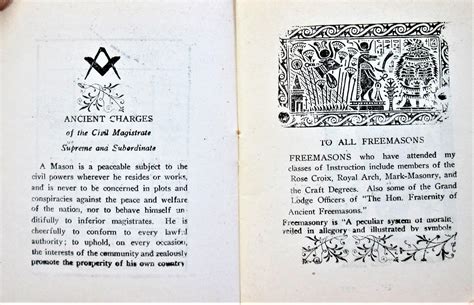 ANCIENT CHARGES
of the Civil Magistrate
Supreme and Subordinate
A Mason is a peaceable subject to the
civil powers wherever he resides or works,
and is never to be concerned in plots and
conspiracies against the peace and welfare
of the nation, nor to behave himself un-
dutifully to inferior magistrates. He is
cheerfully to conform to every lawful
authority; to uphold, on every occasion,
the interests of the community and zealously
promote the prosperity of his own country
TO ALL FREEMASONS
FREEMASONS who have attended my
classes of Instruction include members of the
Rose Croix, Royal Arch, Mark-Masonry, and
the Craft Degrees. Also some of the Grand
Lodge Officers of "The Hon. Fraternity of
Ancient Freemasons."
Freemasonry is "A peculiar system of morality
veiled in allegory and illustrated by symbols